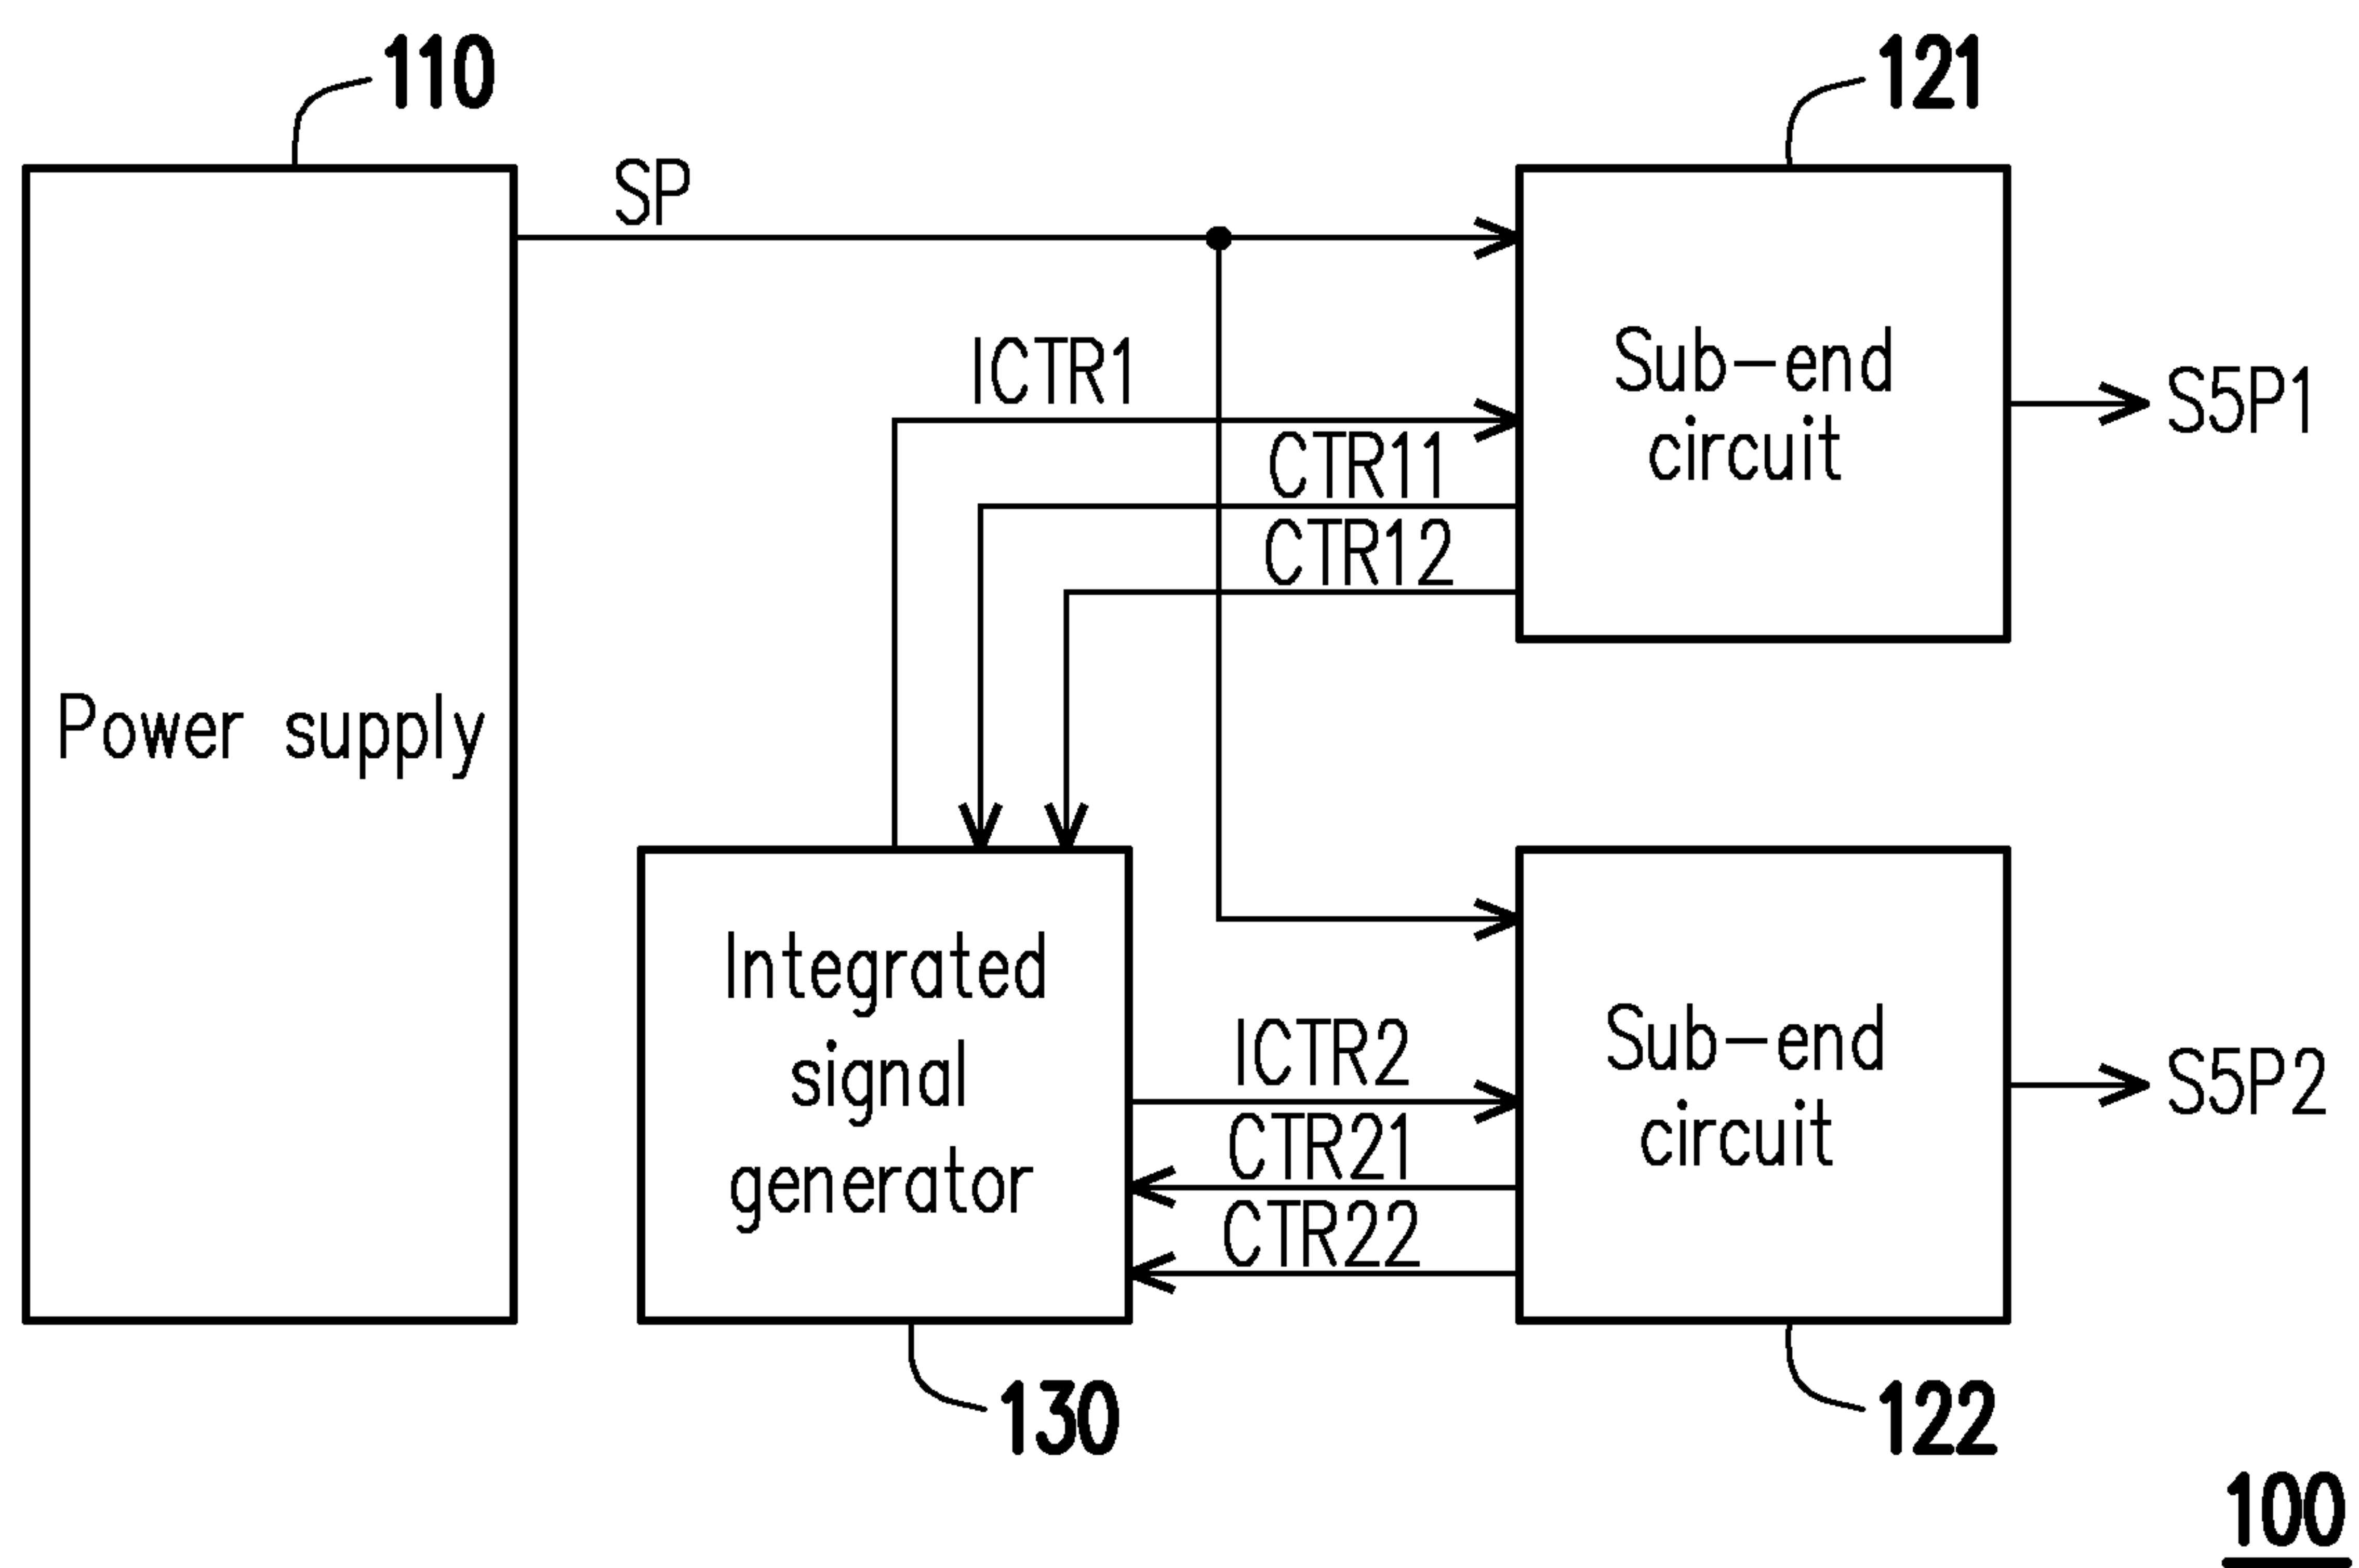 110
121
SP
ICTR1
CTR11
CTR12
Sub-end
circuit
S5P1
Power supply
Integrated
signal
generator
ICTR2
CTR21
CTR22
Sub-end
circuit
S5P2
130
122
100